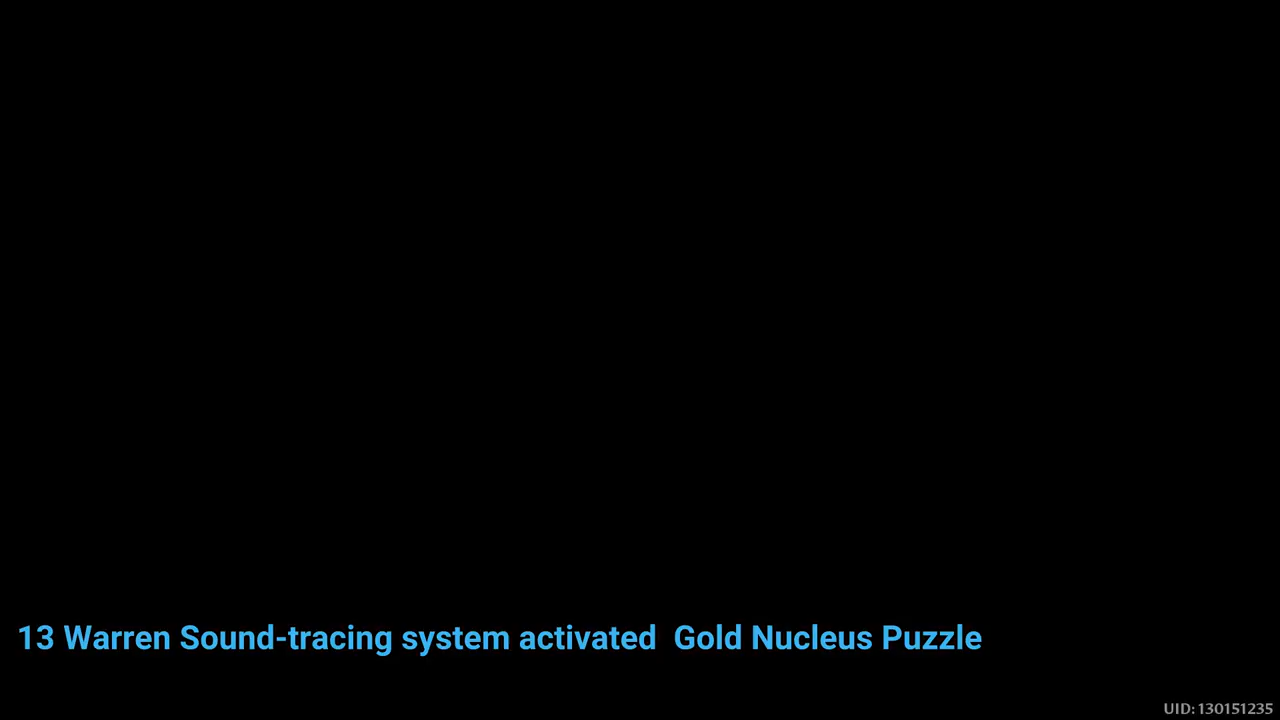 13 Warren Sound-tracing system activated  Gold Nucleus Puzzle
UID: 130151235